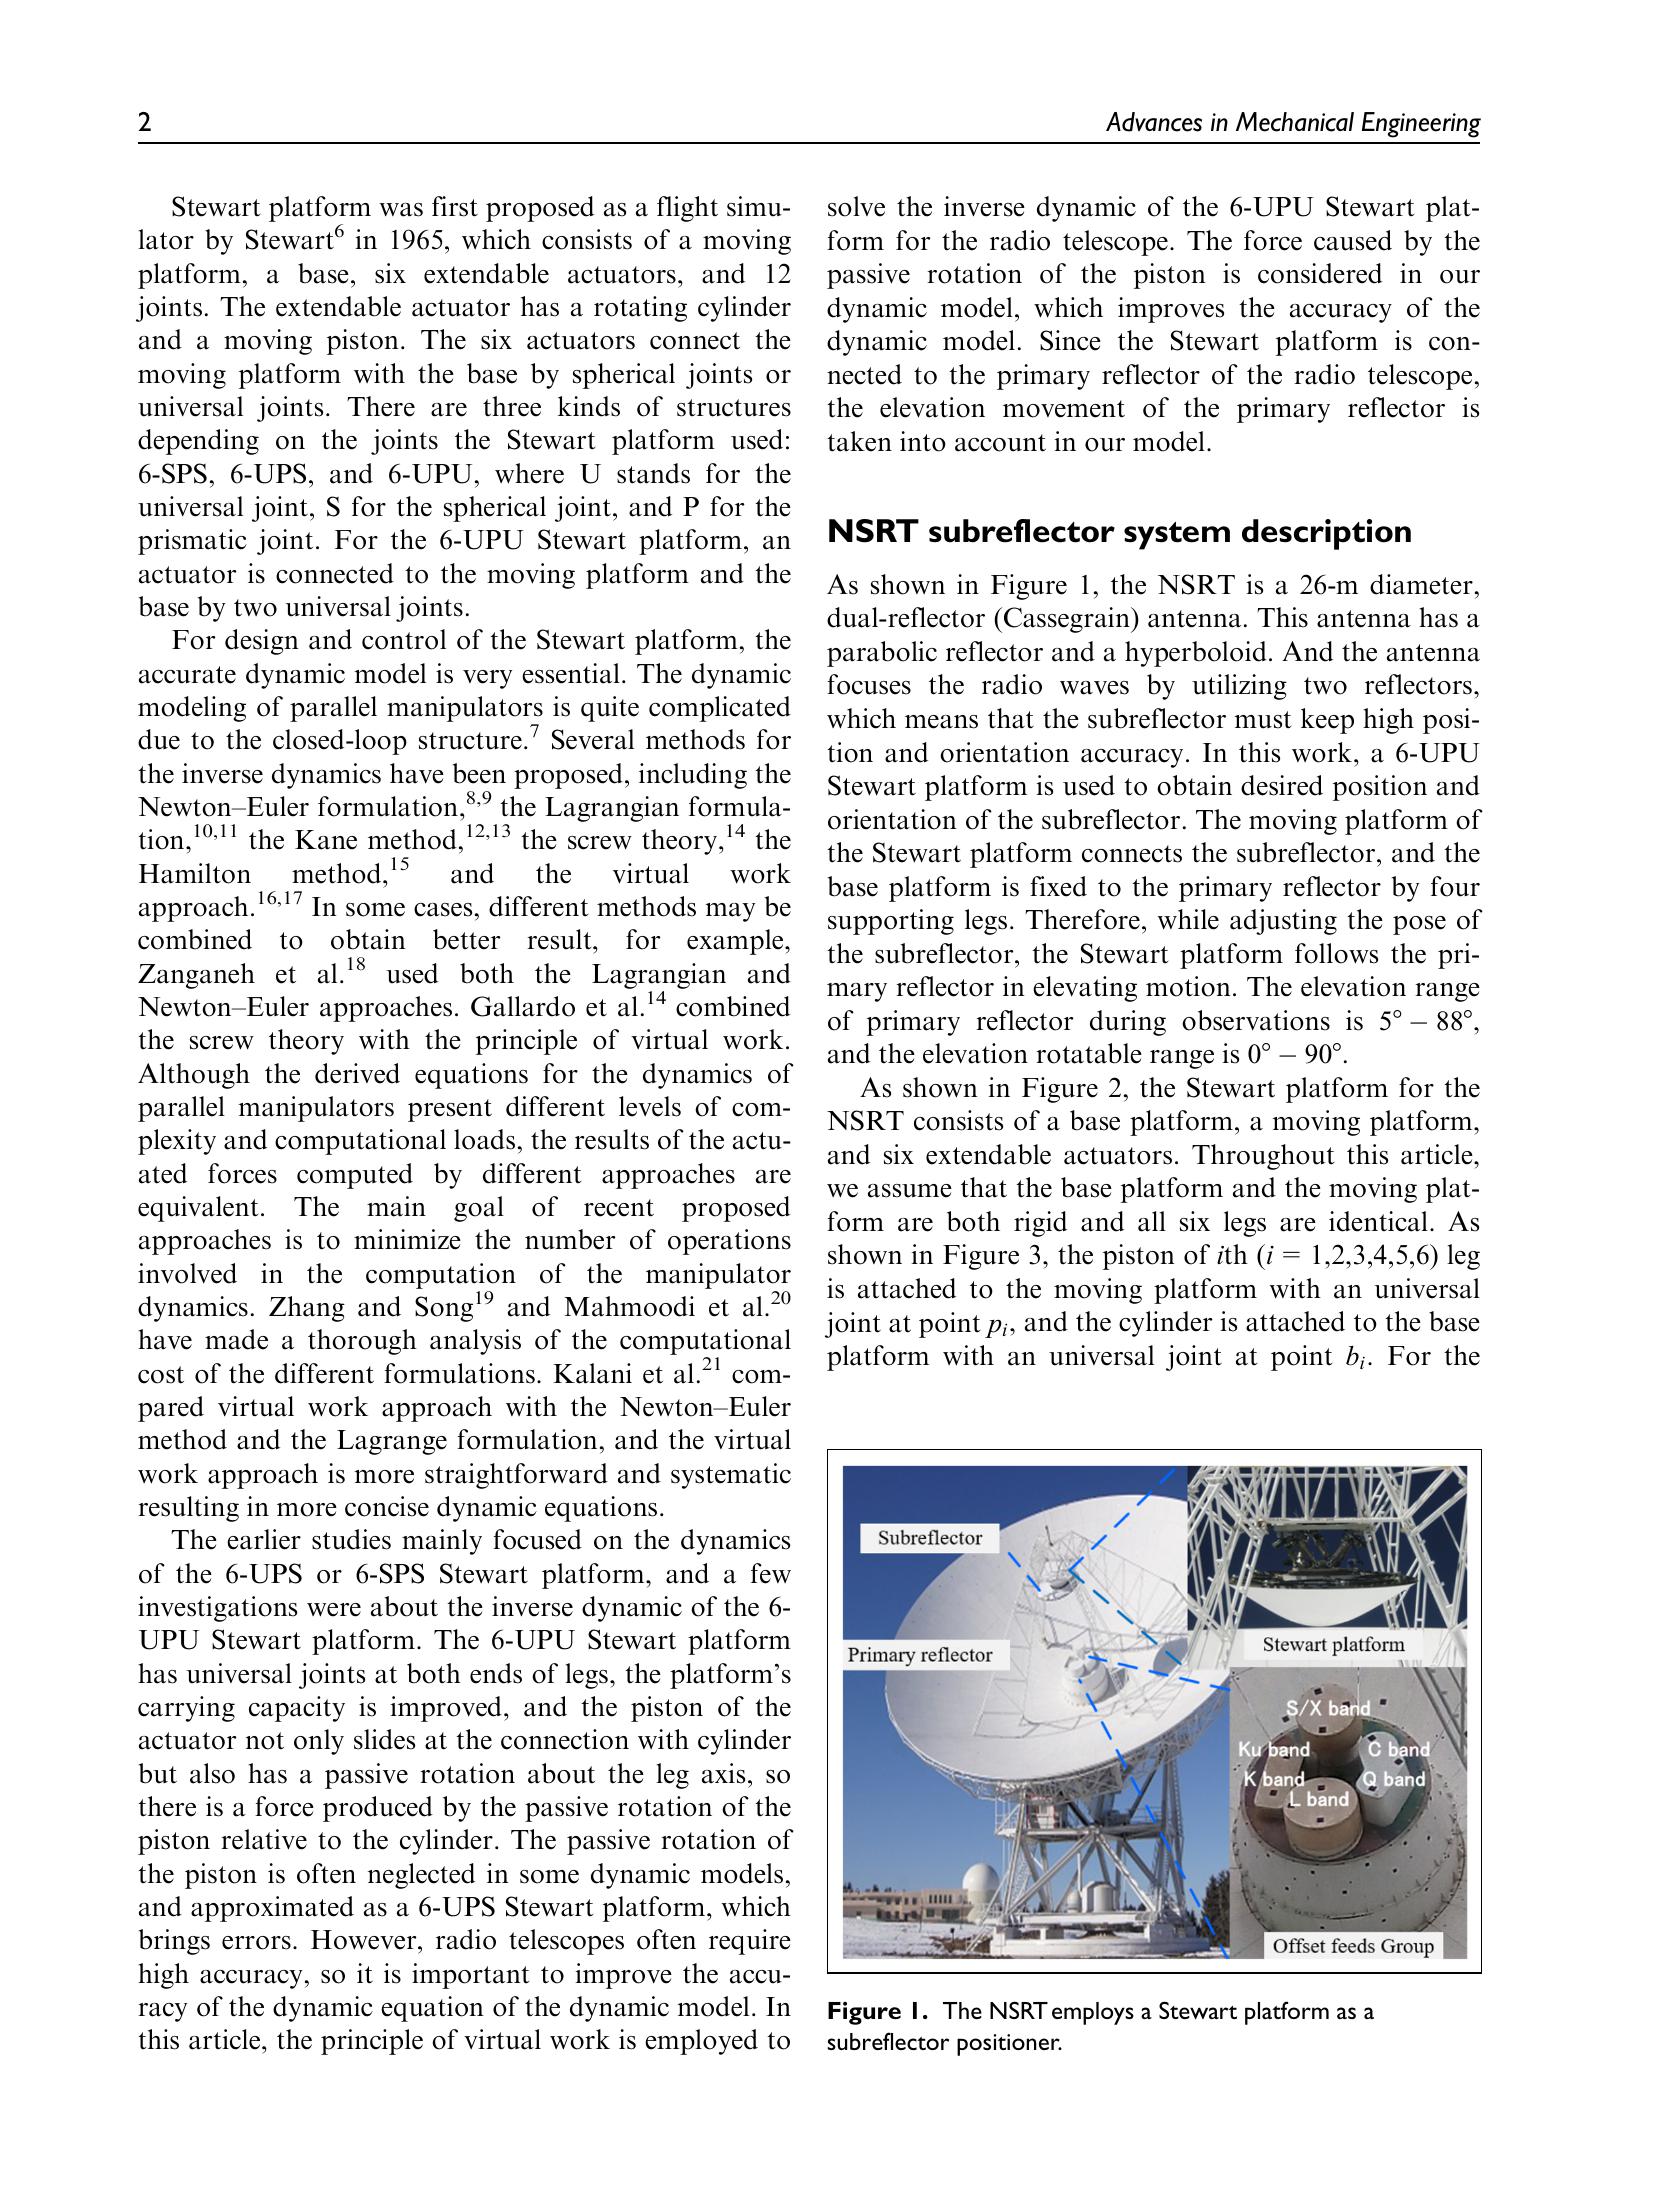 2
Advances in Mechanical Engineering
Stewart platform was first proposed as a flight simu-
lator by Stewart6 in 1965, which consists of a moving
platform, a base, six extendable actuators, and 12
joints. The extendable actuator has a rotating cylinder
and a moving piston. The six actuators connect the
moving platform with the base by spherical joints or
universal joints. There are three kinds of structures
depending on the joints the Stewart platform used:
6-SPS, 6-UPS, and 6-UPU, where U stands for the
universal joint, S for the spherical joint, and P for the
prismatic joint. For the 6-UPU Stewart platform, an
actuator is connected to the moving platform and the
base by two universal joints.
For design and control of the Stewart platform, the
accurate dynamic model is very essential. The dynamic
modeling of parallel manipulators is quite complicated
due to the closed-loop structure.7 Several methods for
the inverse dynamics have been proposed, including the
Newton–Euler formulation,8,9 the Lagrangian formula-
tion,10,11 the Kane method,12,13 the screw theory,14 the
Hamilton method,15 and the virtual work
approach.16,17 In some cases, different methods may be
combined to obtain better result, for example,
Zanganeh et al.18 used both the Lagrangian and
Newton–Euler approaches. Gallardo et al.14 combined
the screw theory with the principle of virtual work.
Although the derived equations for the dynamics of
parallel manipulators present different levels of com-
plexity and computational loads, the results of the actu-
ated forces computed by different approaches are
equivalent. The main goal of recent proposed
approaches is to minimize the number of operations
involved in the computation of the manipulator
dynamics. Zhang and Song19 and Mahmoodi et al.20
have made a thorough analysis of the computational
cost of the different formulations. Kalani et al.21 com-
pared virtual work approach with the Newton–Euler
method and the Lagrange formulation, and the virtual
work approach is more straightforward and systematic
resulting in more concise dynamic equations.
The earlier studies mainly focused on the dynamics
of the 6-UPS or 6-SPS Stewart platform, and a few
investigations were about the inverse dynamic of the 6-
UPU Stewart platform. The 6-UPU Stewart platform
has universal joints at both ends of legs, the platform's
carrying capacity is improved, and the piston of the
actuator not only slides at the connection with cylinder
but also has a passive rotation about the leg axis, so
there is a force produced by the passive rotation of the
piston relative to the cylinder. The passive rotation of
the piston is often neglected in some dynamic models,
and approximated as a 6-UPS Stewart platform, which
brings errors. However, radio telescopes often require
high accuracy, so it is important to improve the accu-
racy of the dynamic equation of the dynamic model. In
this article, the principle of virtual work is employed to
solve the inverse dynamic of the 6-UPU Stewart plat-
form for the radio telescope. The force caused by the
passive rotation of the piston is considered in our
dynamic model, which improves the accuracy of the
dynamic model. Since the Stewart platform is con-
nected to the primary reflector of the radio telescope,
the elevation movement of the primary reflector is
taken into account in our model.
NSRT subreflector system description
As shown in Figure 1, the NSRT is a 26-m diameter,
dual-reflector (Cassegrain) antenna. This antenna has a
parabolic reflector and a hyperboloid. And the antenna
focuses the radio waves by utilizing two reflectors,
which means that the subreflector must keep high posi-
tion and orientation accuracy. In this work, a 6-UPU
Stewart platform is used to obtain desired position and
orientation of the subreflector. The moving platform of
the Stewart platform connects the subreflector, and the
base platform is fixed to the primary reflector by four
supporting legs. Therefore, while adjusting the pose of
the subreflector, the Stewart platform follows the pri-
mary reflector in elevating motion. The elevation range
of primary reflector during observations is 5° − 88°,
and the elevation rotatable range is 0° − 90°.
As shown in Figure 2, the Stewart platform for the
NSRT consists of a base platform, a moving platform,
and six extendable actuators. Throughout this article,
we assume that the base platform and the moving plat-
form are both rigid and all six legs are identical. As
shown in Figure 3, the piston of ith (i = 1,2,3,4,5,6) leg
is attached to the moving platform with an universal
joint at point pi, and the cylinder is attached to the base
platform with an universal joint at point bi. For the
Subreflector
Primary reflector
Stewart platform
S/X band
Ku band
C band
K band
Q band
L band
Offset feeds Group
Figure 1. The NSRT employs a Stewart platform as a
subreflector positioner.